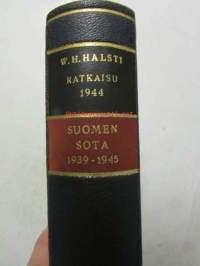 W.H. HALSTI
RATKAISU
1944
SUOMEN
SOTA
1939-1945